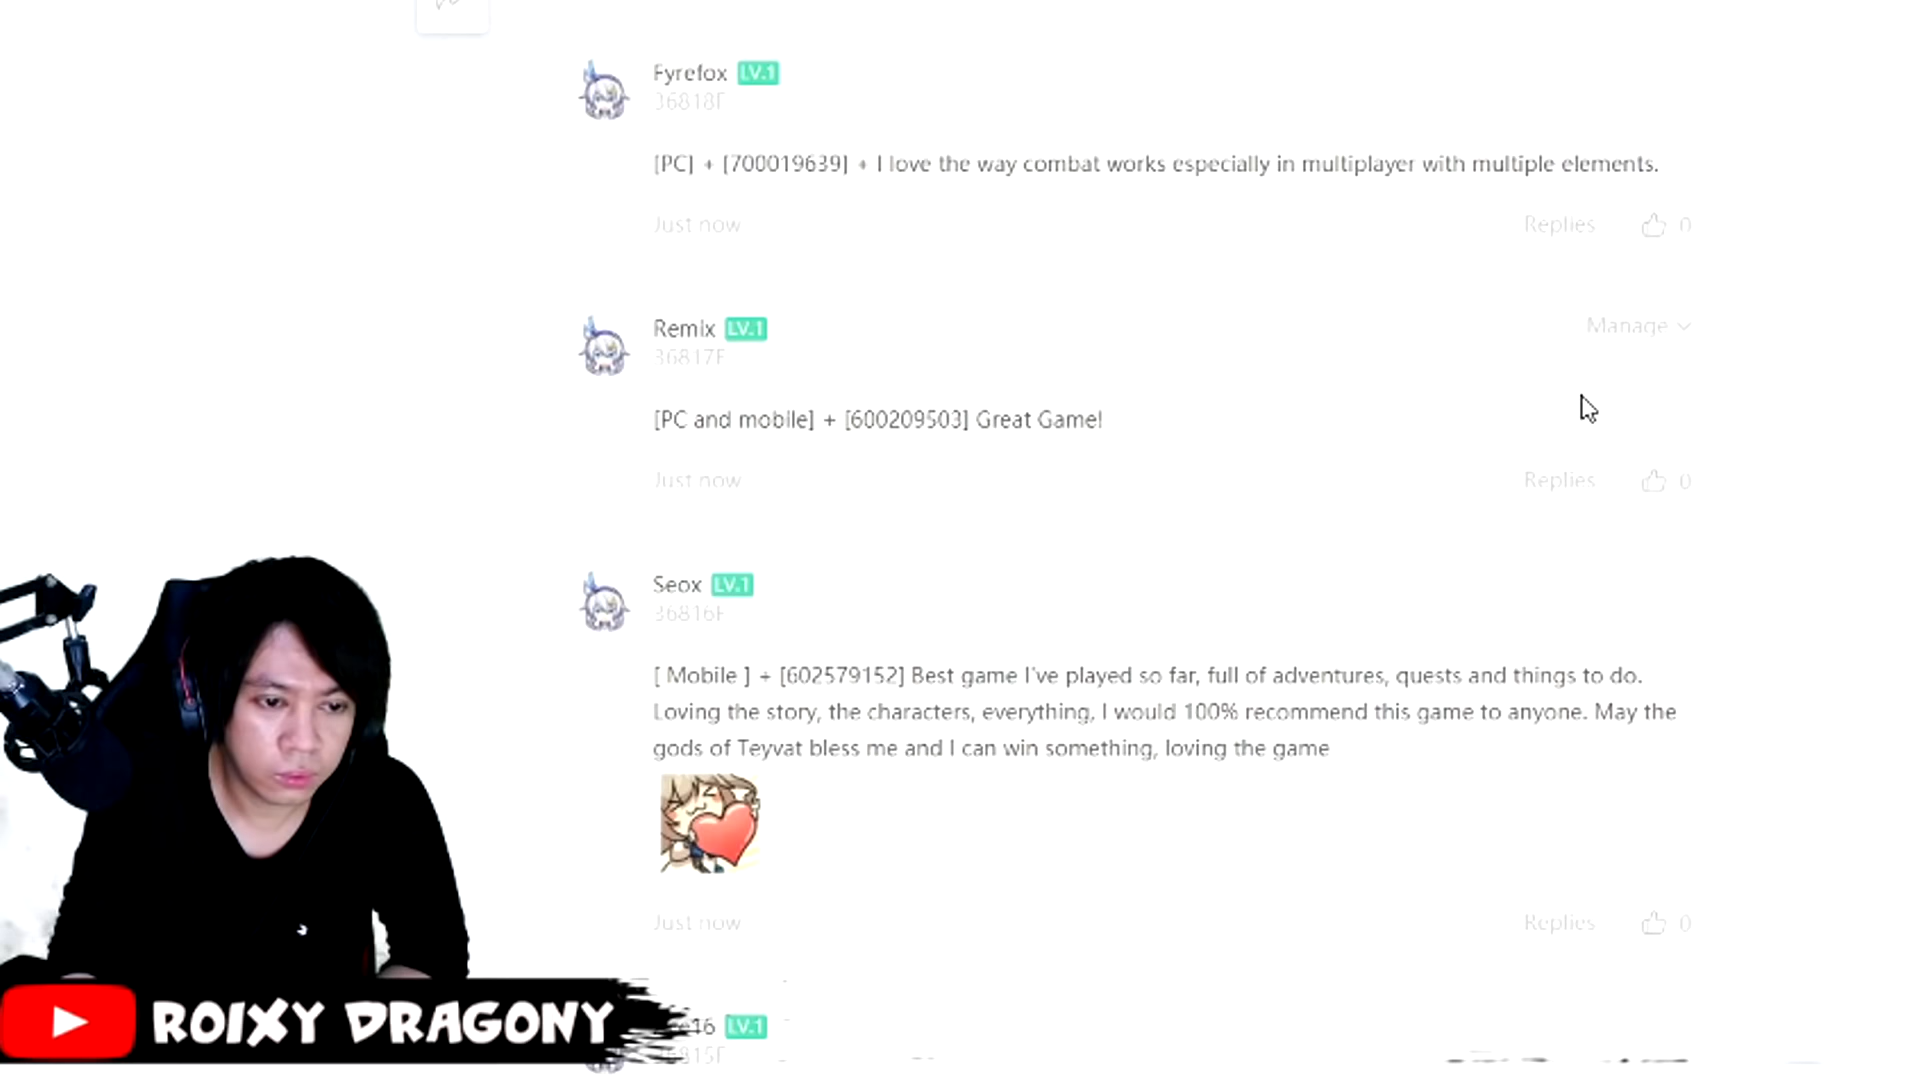 Fyrefox LV.1
36818F
[PC] + [700019639] + I love the way combat works especially in multiplayer with multiple elements.
Just now Replies 0
Remix LV.1 Manage
36817F
[PC and mobile] + [600209503] Great Game!
Just now Replies 0
Seox LV.1
36816F
[ Mobile ] + [602579152] Best game I've played so far, full of adventures, quests and things to do.
Loving the story, the characters, everything, I would 100% recommend this game to anyone. May the
gods of Teyvat bless me and I can win something, loving the game
Just now Replies 0
ROIXY DRAGONY
LV.1